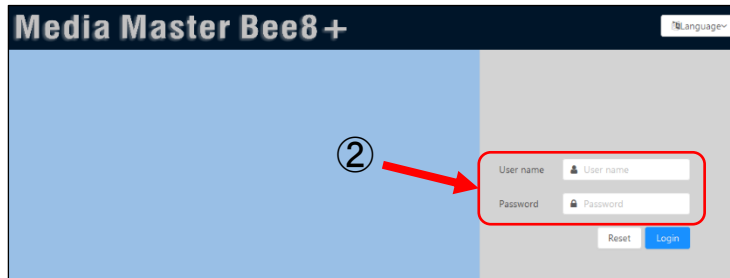 Media Master Bee8+
Language
②
User name
User name
Password
Password
Reset
Login